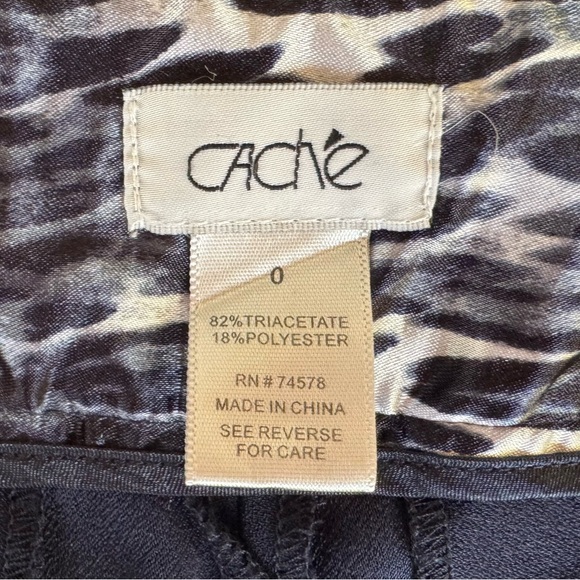 cAché
0
82%TRIACETATE
18%POLYESTER
RN # 74578
MADE IN CHINA
SEE REVERSE
FOR CARE